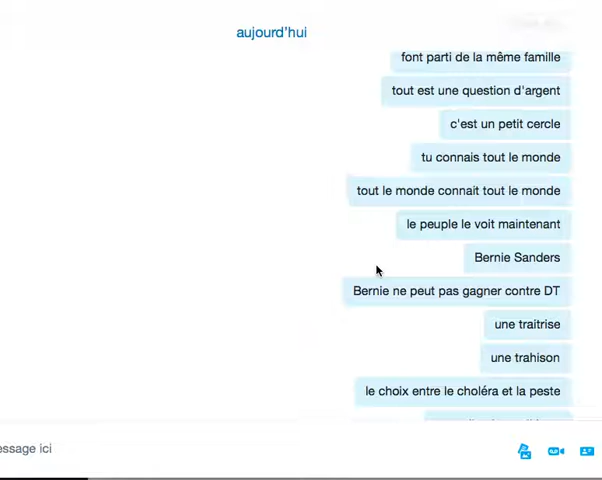 aujourd'hui
font parti de la même famille
tout est une question d'argent
c'est un petit cercle
tu connais tout le monde
tout le monde connait tout le monde
le peuple le voit maintenant
Bernie Sanders
Bernie ne peut pas gagner contre DT
une traitrise
une trahison
le choix entre le choléra et la peste
essage ici